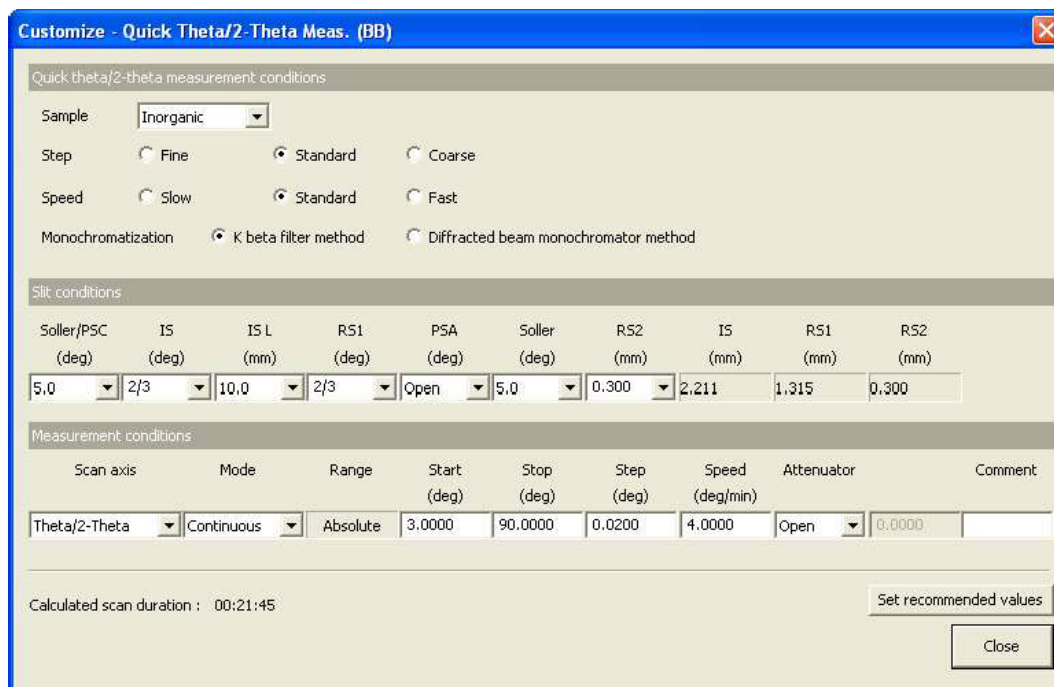 Customize - Quick Theta/2-Theta Meas. (BB)
Quick theta/2-theta measurement conditions
Sample Inorganic
Step Fine Standard Coarse
Speed Slow Standard Fast
Monochromatization K beta filter method Diffracted beam monochromator method
Slit conditions
Soller/PSC IS IS L RS1 PSA Soller RS2 IS RS1 RS2
(deg) (deg) (mm) (deg) (deg) (deg) (mm) (mm) (mm) (mm)
5.0 2/3 10.0 2/3 Open 5.0 0.300 2.211 1.315 0.300
Measurement conditions
Scan axis Mode Range Start Stop Step Speed Attenuator Comment
(deg) (deg) (deg) (deg/min)
Theta/2-Theta Continuous Absolute 3.0000 90.0000 0.0200 4.0000 Open 0.0000
Calculated scan duration : 00:21:45
Set recommended values
Close